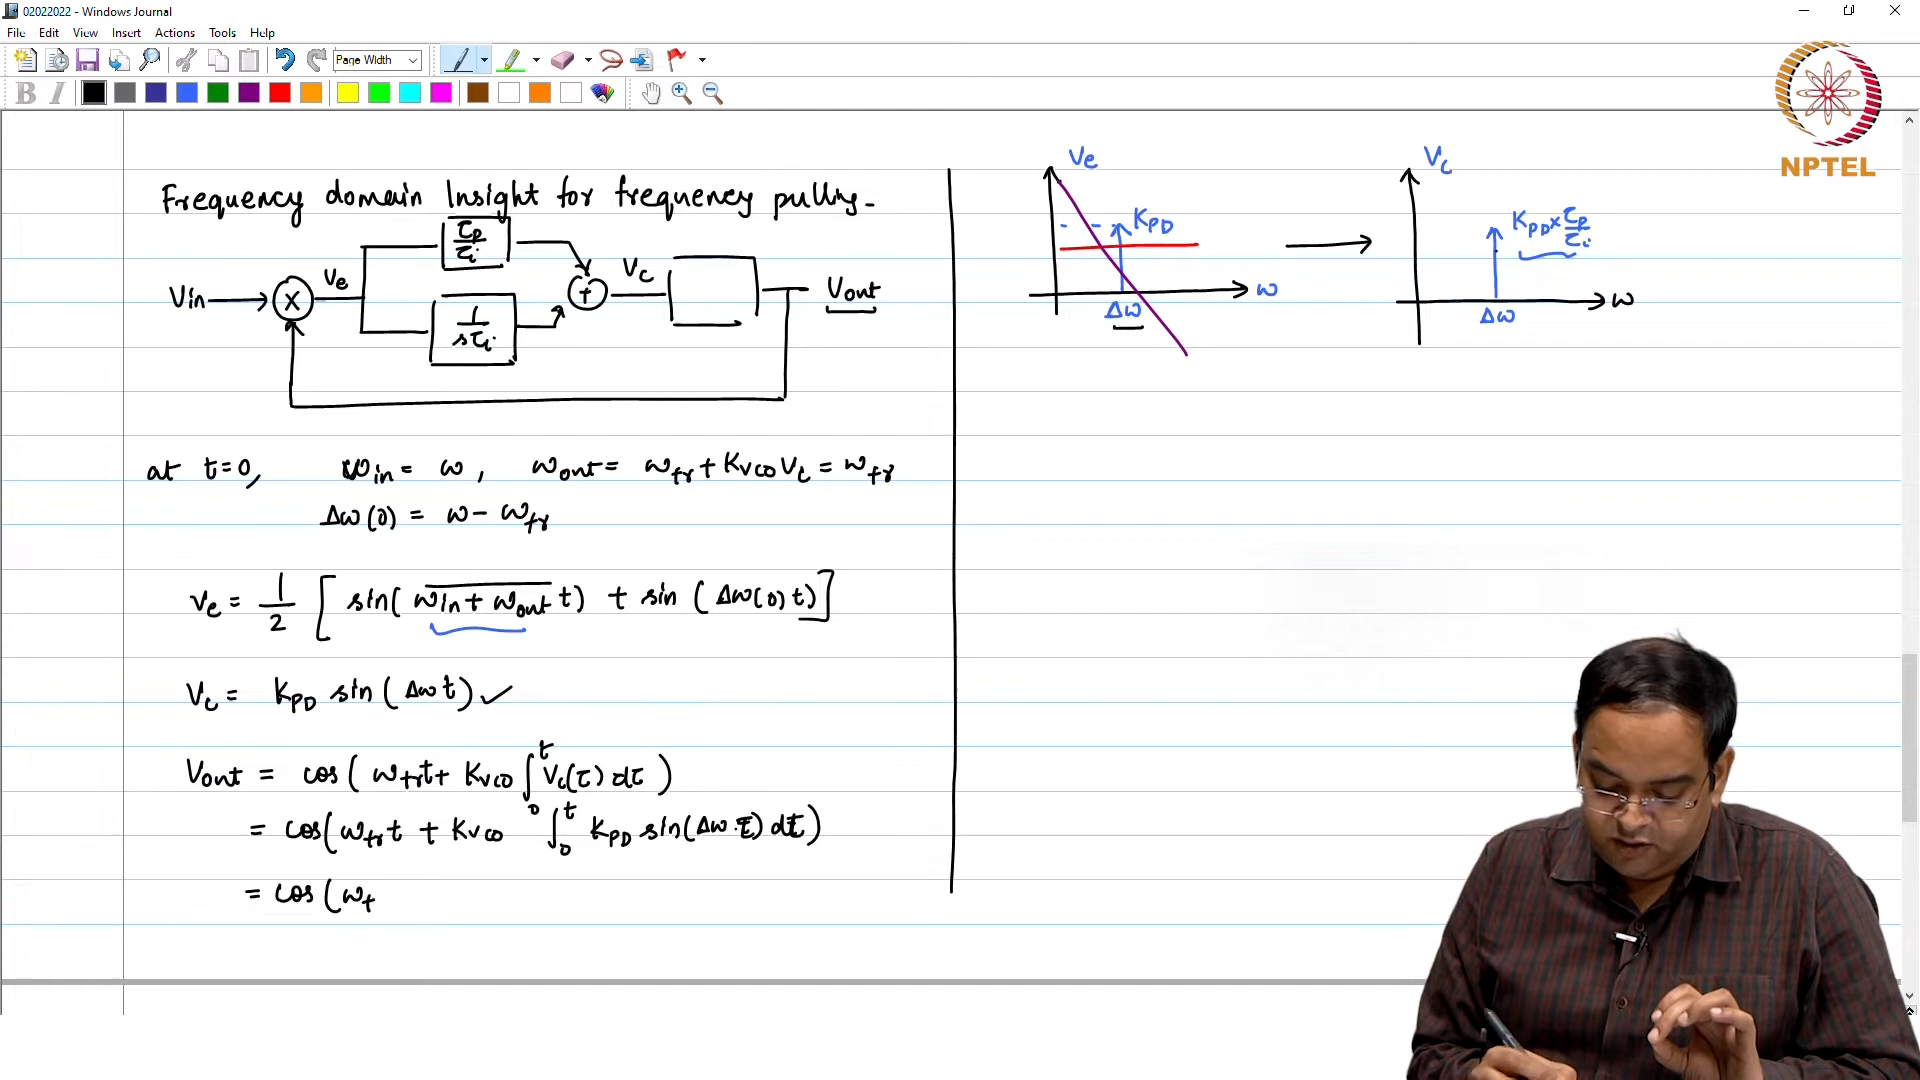 02022022 - Windows Journal
File Edit View Insert Actions Tools Help
Page Width
B I
NPTEL
Frequency domain Insight for frequency pulling -
Vin X Ve τp/τi 1/sτi + Vc Vout
at t=0, ωin = ω, ωout = ωfr + KVCO Vc = ωfr
Δω(0) = ω - ωfr
Ve = 1/2 [ sin( ωin + ωout t) + sin (Δω(0) t) ]
Vc = KPD sin (Δω t) ✓
Vout = cos( ωfr t + KVCO ∫0^t Vc(τ) dτ )
= cos( ωfr t + KVCO ∫0^t KPD sin(Δω·τ) dτ )
= cos( ωf
Ve KPD Δω ω
Vc KPD × τp/τi Δω ω